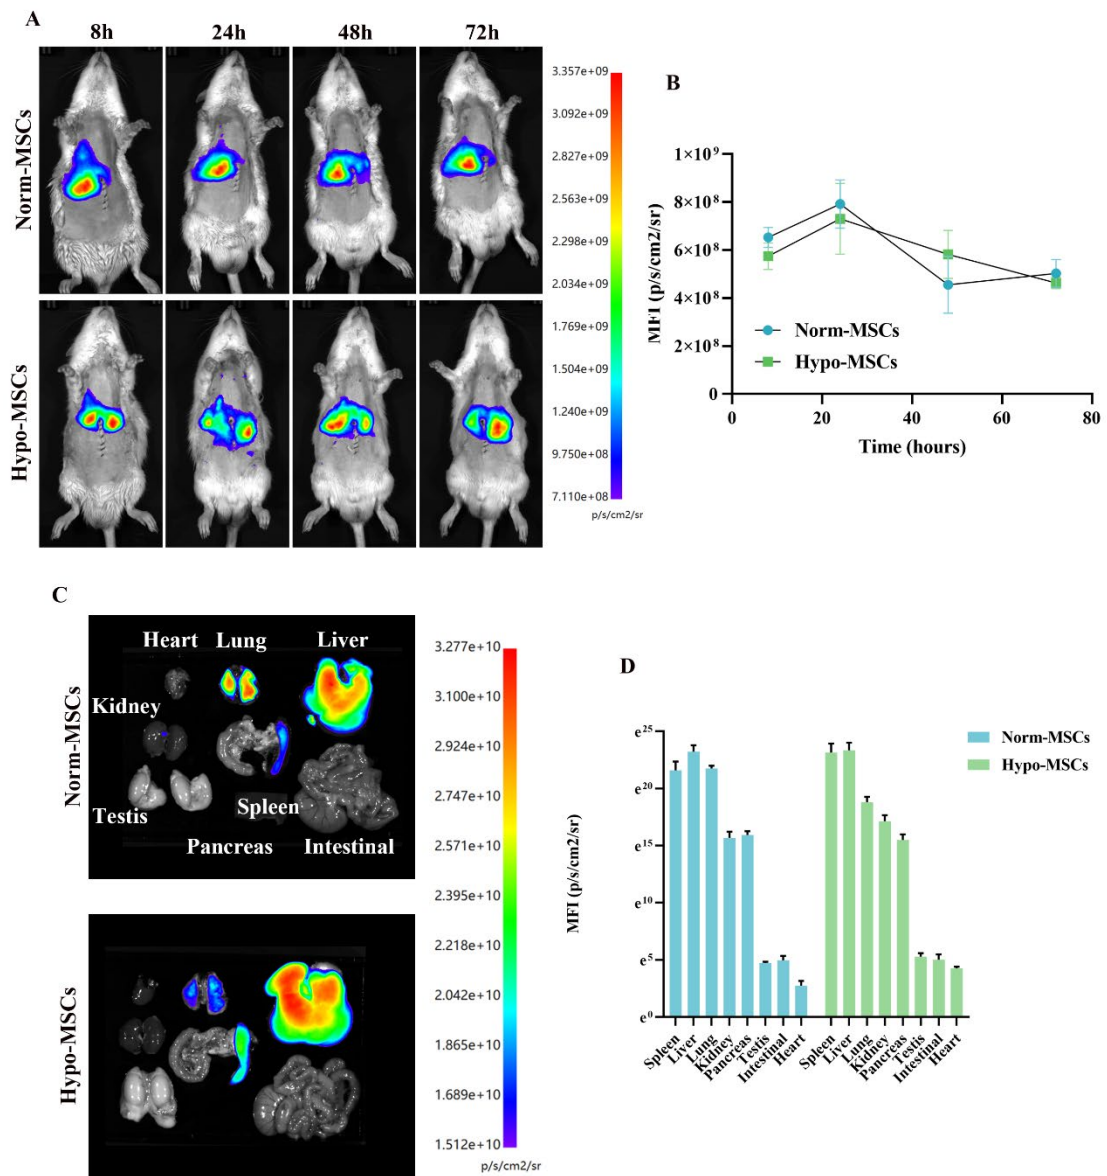 A
8h 24h 48h 72h
Norm-MSCs
Hypo-MSCs
3.357e+09
3.092e+09
2.827e+09
2.563e+09
2.298e+09
2.034e+09
1.769e+09
1.504e+09
1.240e+09
9.750e+08
7.110e+08
p/s/cm2/sr
B
MFI (p/s/cm2/sr)
1×10⁹
8×10⁸
6×10⁸
4×10⁸
2×10⁸
0
Norm-MSCs
Hypo-MSCs
0 20 40 60 80
Time (hours)
C
Norm-MSCs
Heart Lung Liver
Kidney
Testis
Spleen
Pancreas Intestinal
Hypo-MSCs
3.277e+10
3.100e+10
2.924e+10
2.747e+10
2.571e+10
2.395e+10
2.218e+10
2.042e+10
1.865e+10
1.689e+10
1.512e+10
p/s/cm2/sr
D
MFI (p/s/cm2/sr)
e²⁵
e²⁰
e¹⁵
e¹⁰
e⁵
e⁰
Norm-MSCs
Hypo-MSCs
Spleen Liver Lung Kidney Pancreas Testis Intestinal Heart Spleen Liver Lung Kidney Pancreas Testis Intestinal Heart